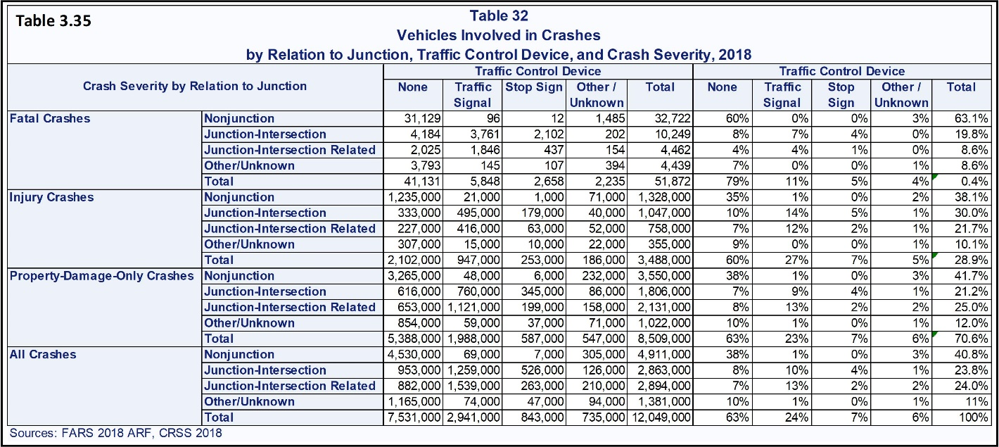 Table 3.35
Table 32
Vehicles Involved in Crashes
by Relation to Junction, Traffic Control Device, and Crash Severity, 2018
Crash Severity by Relation to Junction Traffic Control Device Traffic Control Device
None Traffic Signal Stop Sign Other / Unknown Total None Traffic Signal Stop Sign Other / Unknown Total
Fatal Crashes Nonjunction 31,129 96 12 1,485 32,722 60% 0% 0% 3% 63.1%
Junction-Intersection 4,184 3,761 2,102 202 10,249 8% 7% 4% 0% 19.8%
Junction-Intersection Related 2,025 1,846 437 154 4,462 4% 4% 1% 0% 8.6%
Other/Unknown 3,793 145 107 394 4,439 7% 0% 0% 1% 8.6%
Total 41,131 5,848 2,658 2,235 51,872 79% 11% 5% 4% 0.4%
Injury Crashes Nonjunction 1,235,000 21,000 1,000 71,000 1,328,000 35% 1% 0% 2% 38.1%
Junction-Intersection 333,000 495,000 179,000 40,000 1,047,000 10% 14% 5% 1% 30.0%
Junction-Intersection Related 227,000 416,000 63,000 52,000 758,000 7% 12% 2% 1% 21.7%
Other/Unknown 307,000 15,000 10,000 22,000 355,000 9% 0% 0% 1% 10.1%
Total 2,102,000 947,000 253,000 186,000 3,488,000 60% 27% 7% 5% 28.9%
Property-Damage-Only Crashes Nonjunction 3,265,000 48,000 6,000 232,000 3,550,000 38% 1% 0% 3% 41.7%
Junction-Intersection 616,000 760,000 345,000 86,000 1,806,000 7% 9% 4% 1% 21.2%
Junction-Intersection Related 653,000 1,121,000 199,000 158,000 2,131,000 8% 13% 2% 2% 25.0%
Other/Unknown 854,000 59,000 37,000 71,000 1,022,000 10% 1% 0% 1% 12.0%
Total 5,388,000 1,988,000 587,000 547,000 8,509,000 63% 23% 7% 6% 70.6%
All Crashes Nonjunction 4,530,000 69,000 7,000 305,000 4,911,000 38% 1% 0% 3% 40.8%
Junction-Intersection 953,000 1,259,000 526,000 126,000 2,863,000 8% 10% 4% 1% 23.8%
Junction-Intersection Related 882,000 1,539,000 263,000 210,000 2,894,000 7% 13% 2% 2% 24.0%
Other/Unknown 1,165,000 74,000 47,000 94,000 1,381,000 10% 1% 0% 1% 11%
Total 7,531,000 2,941,000 843,000 735,000 12,049,000 63% 24% 7% 6% 100%
Sources: FARS 2018 ARF, CRSS 2018